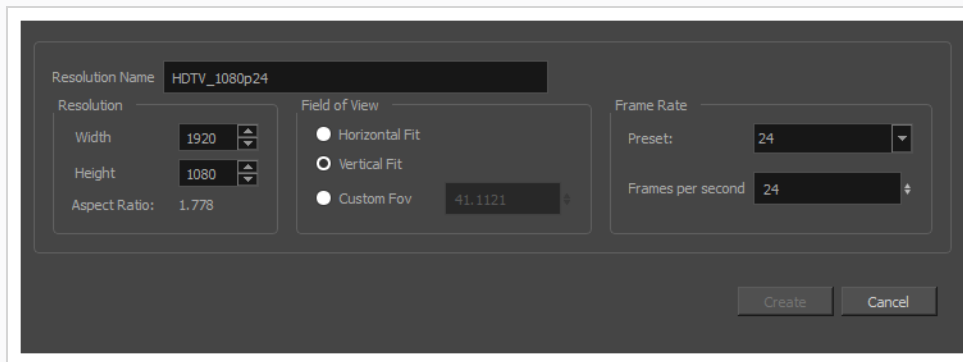 Resolution Name HDTV_1080p24
Resolution
Width 1920
Height 1080
Aspect Ratio: 1.778
Field of View
Horizontal Fit
Vertical Fit
Custom Fov 41.1121
Frame Rate
Preset: 24
Frames per second 24
Create Cancel